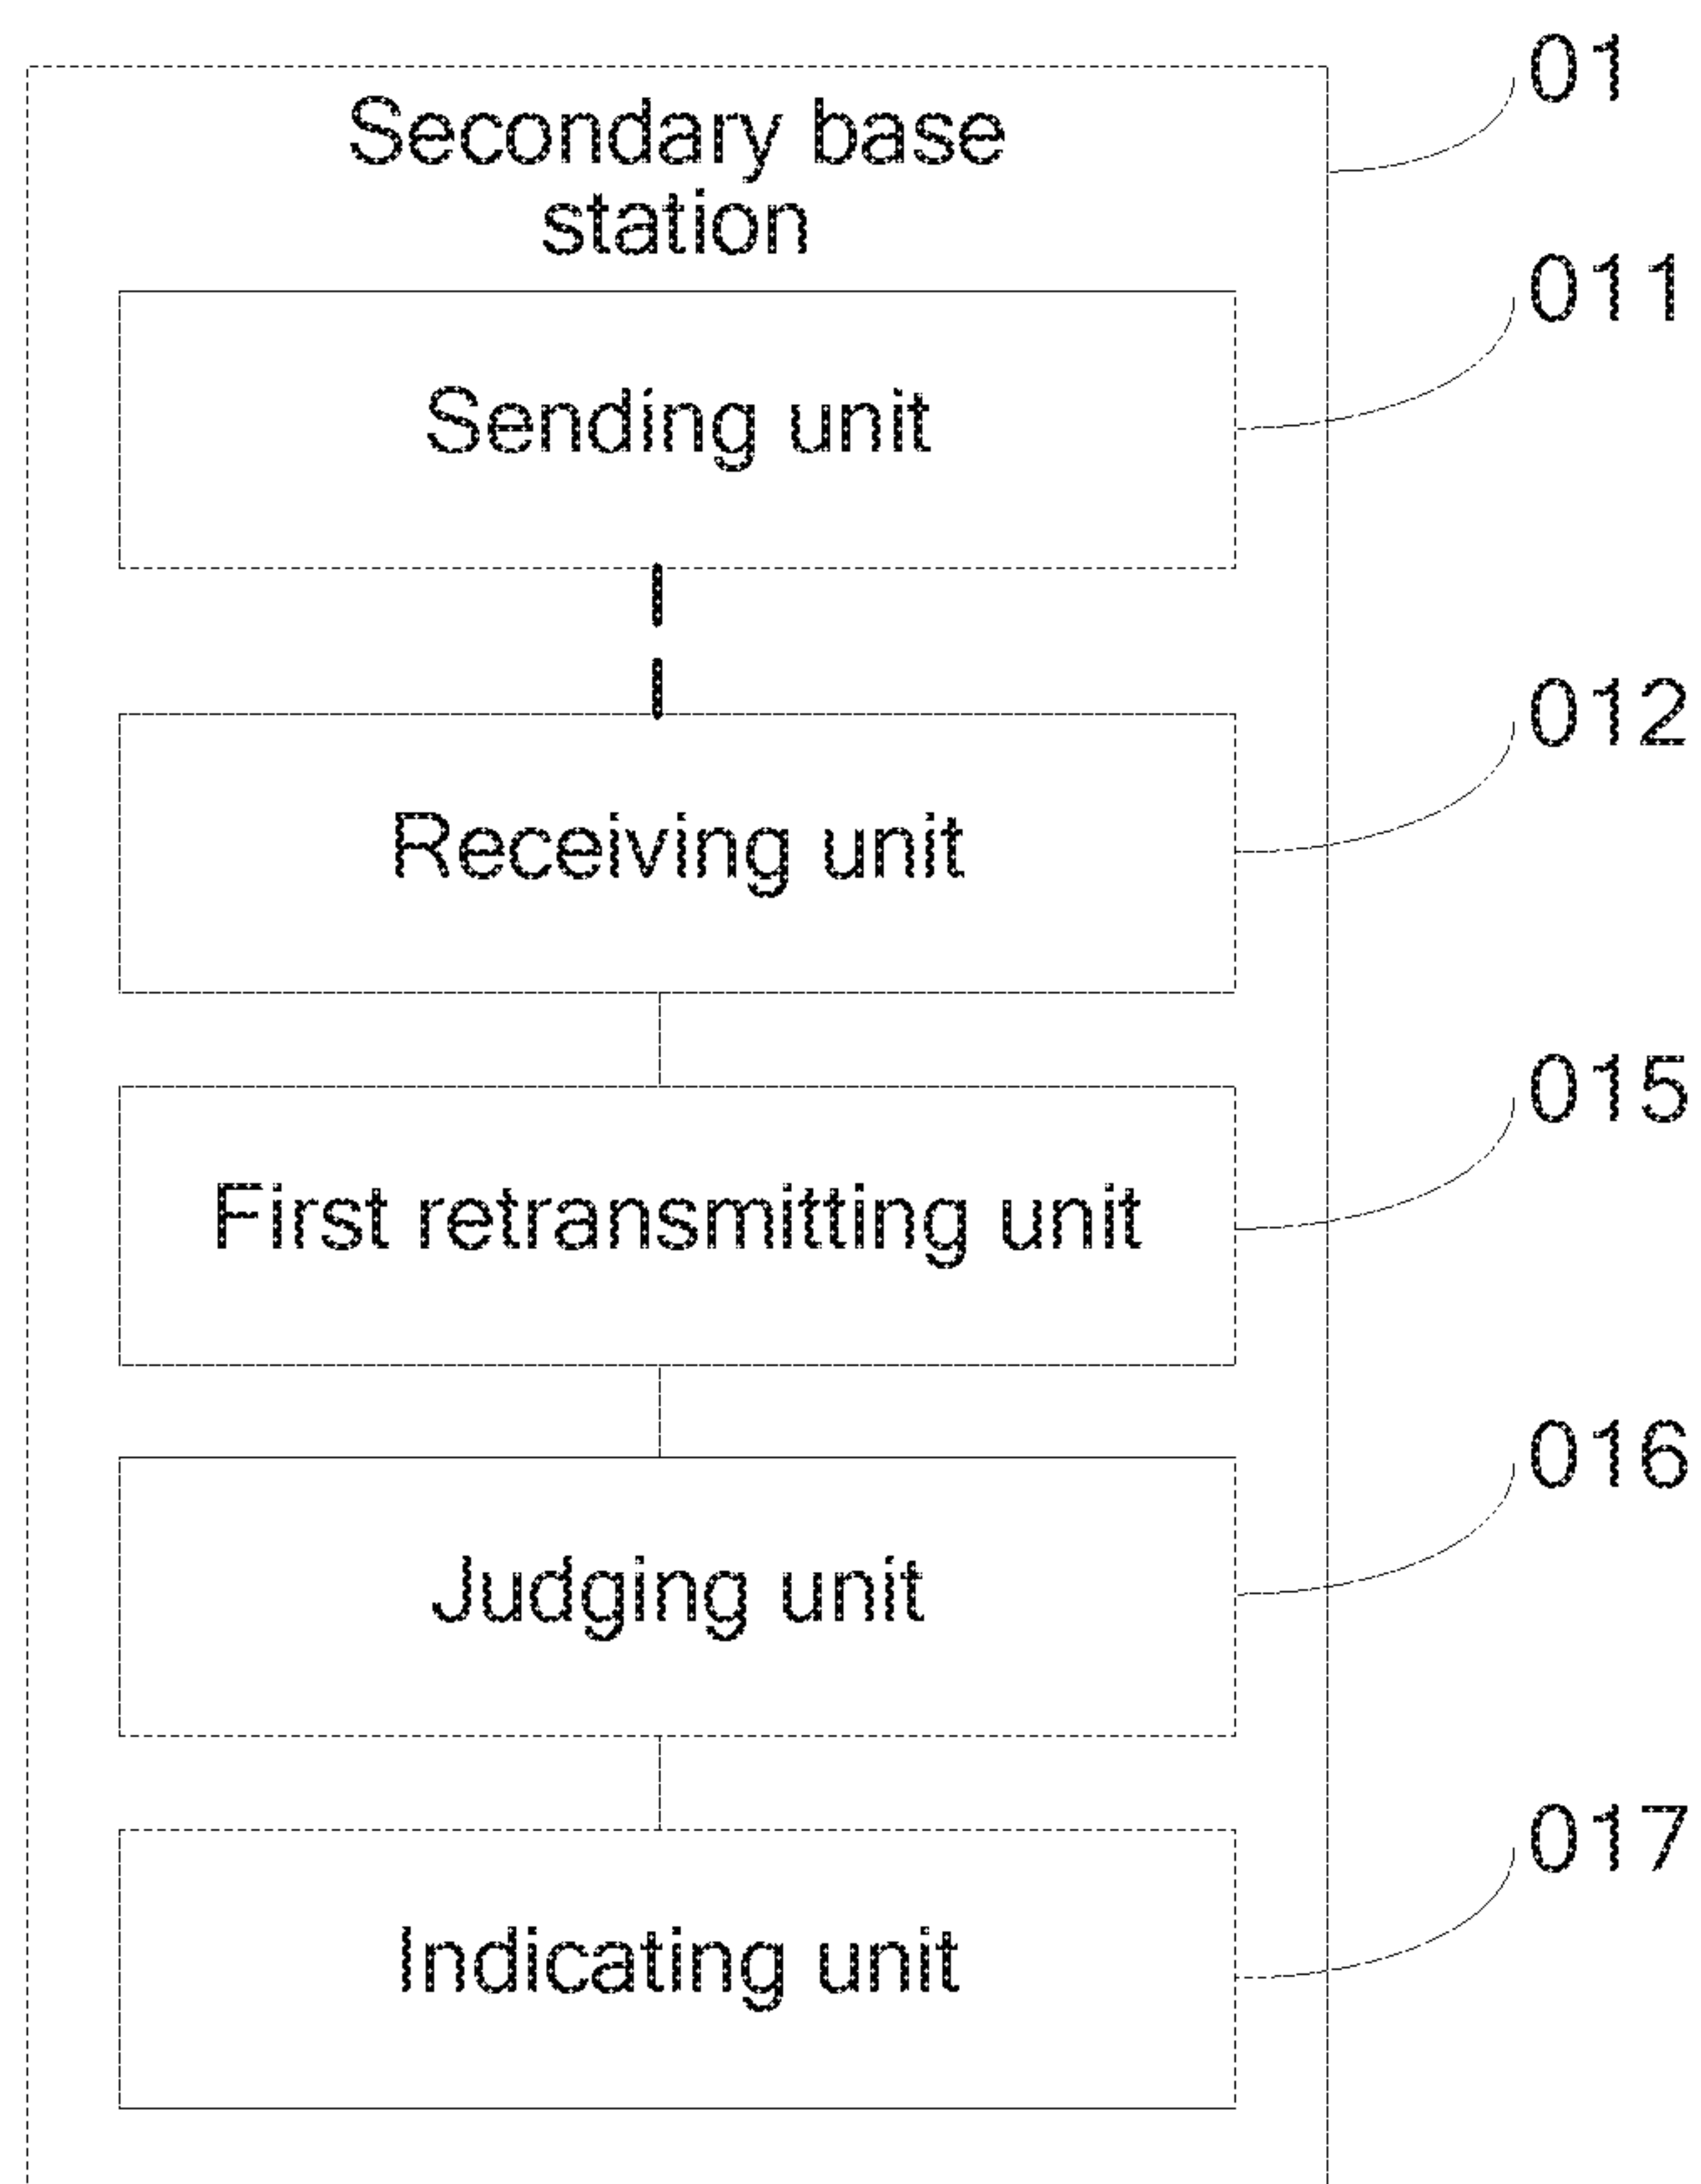 01
Secondary base
station
011
Sending unit
012
Receiving unit
015
First retransmitting unit
016
Judging unit
017
Indicating unit